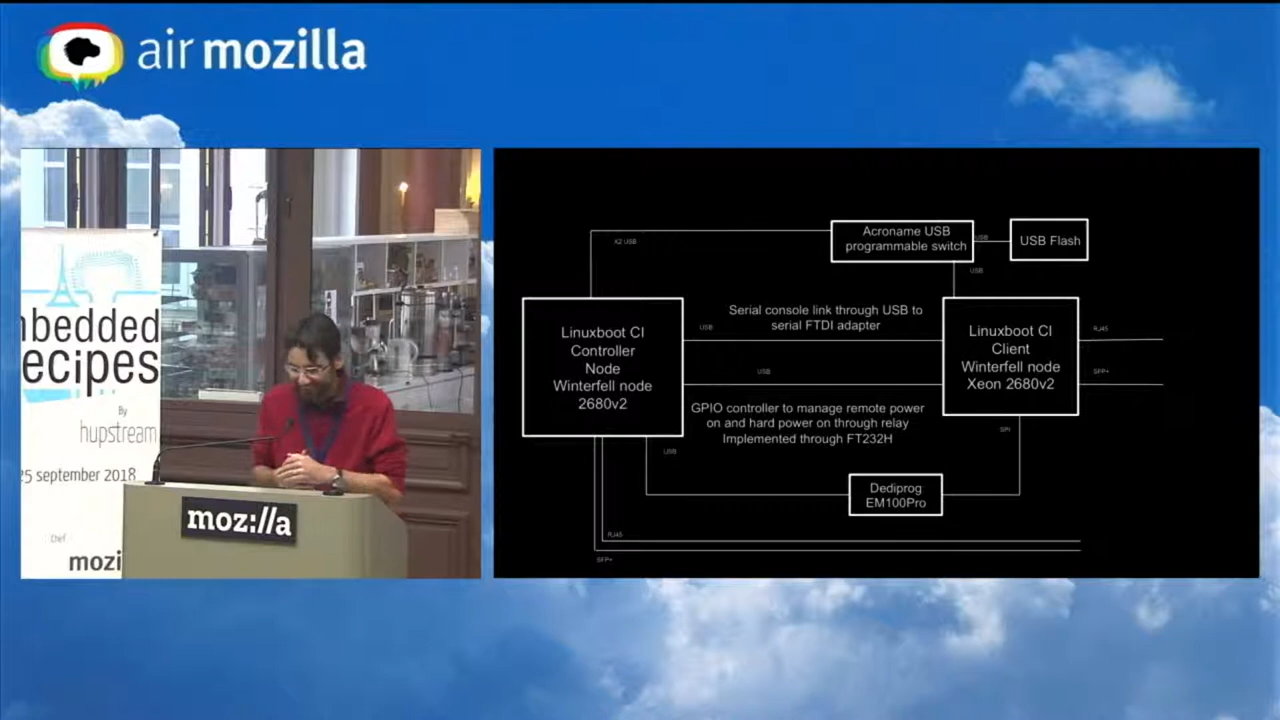 air mozilla
mbedded
ecipes
By
hupstream
25 september 2018
Chef
mozi
moz://a
Acroname USB
programmable switch
USB Flash
X2 USB
USB
USB
Linuxboot CI
Controller
Node
Winterfell node
2680v2
Serial console link through USB to
serial FTDI adapter
USB
USB
GPIO controller to manage remote power
on and hard power on through relay
Implemented through FT232H
Linuxboot CI
Client
Winterfell node
Xeon 2680v2
RJ45
SFP+
SPI
USB
Dediprog
EM100Pro
RJ45
SFP+